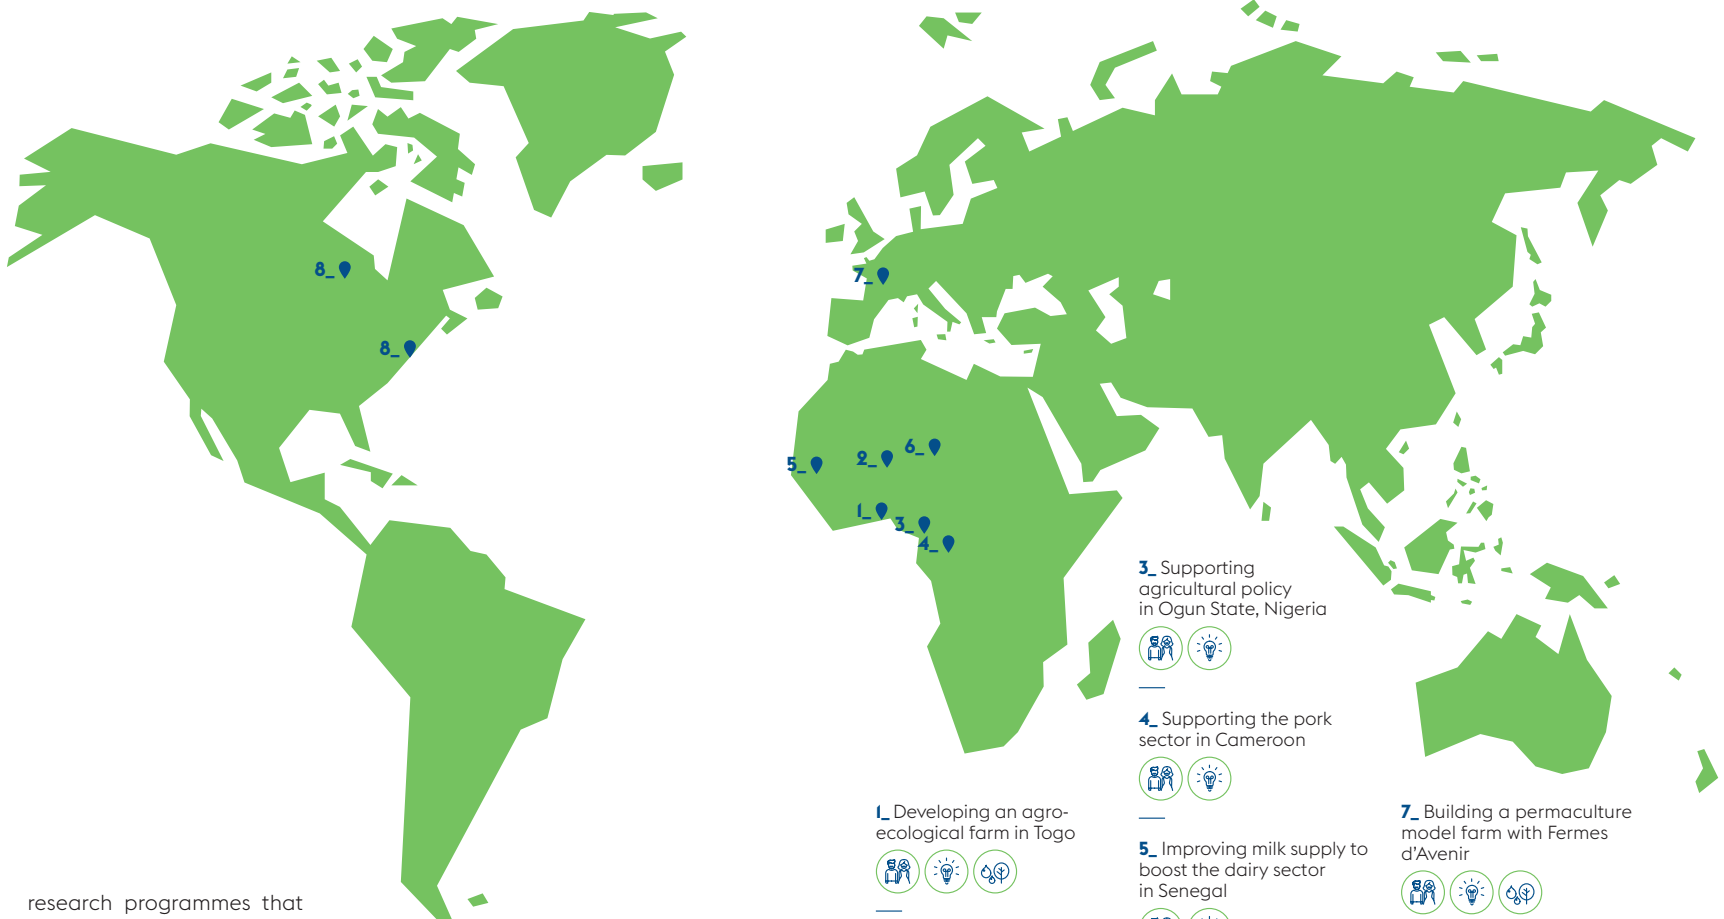 8_
8_
7_
6_
5_
2_
1_
3_
4_
3_ Supporting
agricultural policy
in Ogun State, Nigeria
4_ Supporting the pork
sector in Cameroon
1_ Developing an agro-
ecological farm in Togo
5_ Improving milk supply to
boost the dairy sector
in Senegal
7_ Building a permaculture
model farm with Fermes
d'Avenir
research programmes that